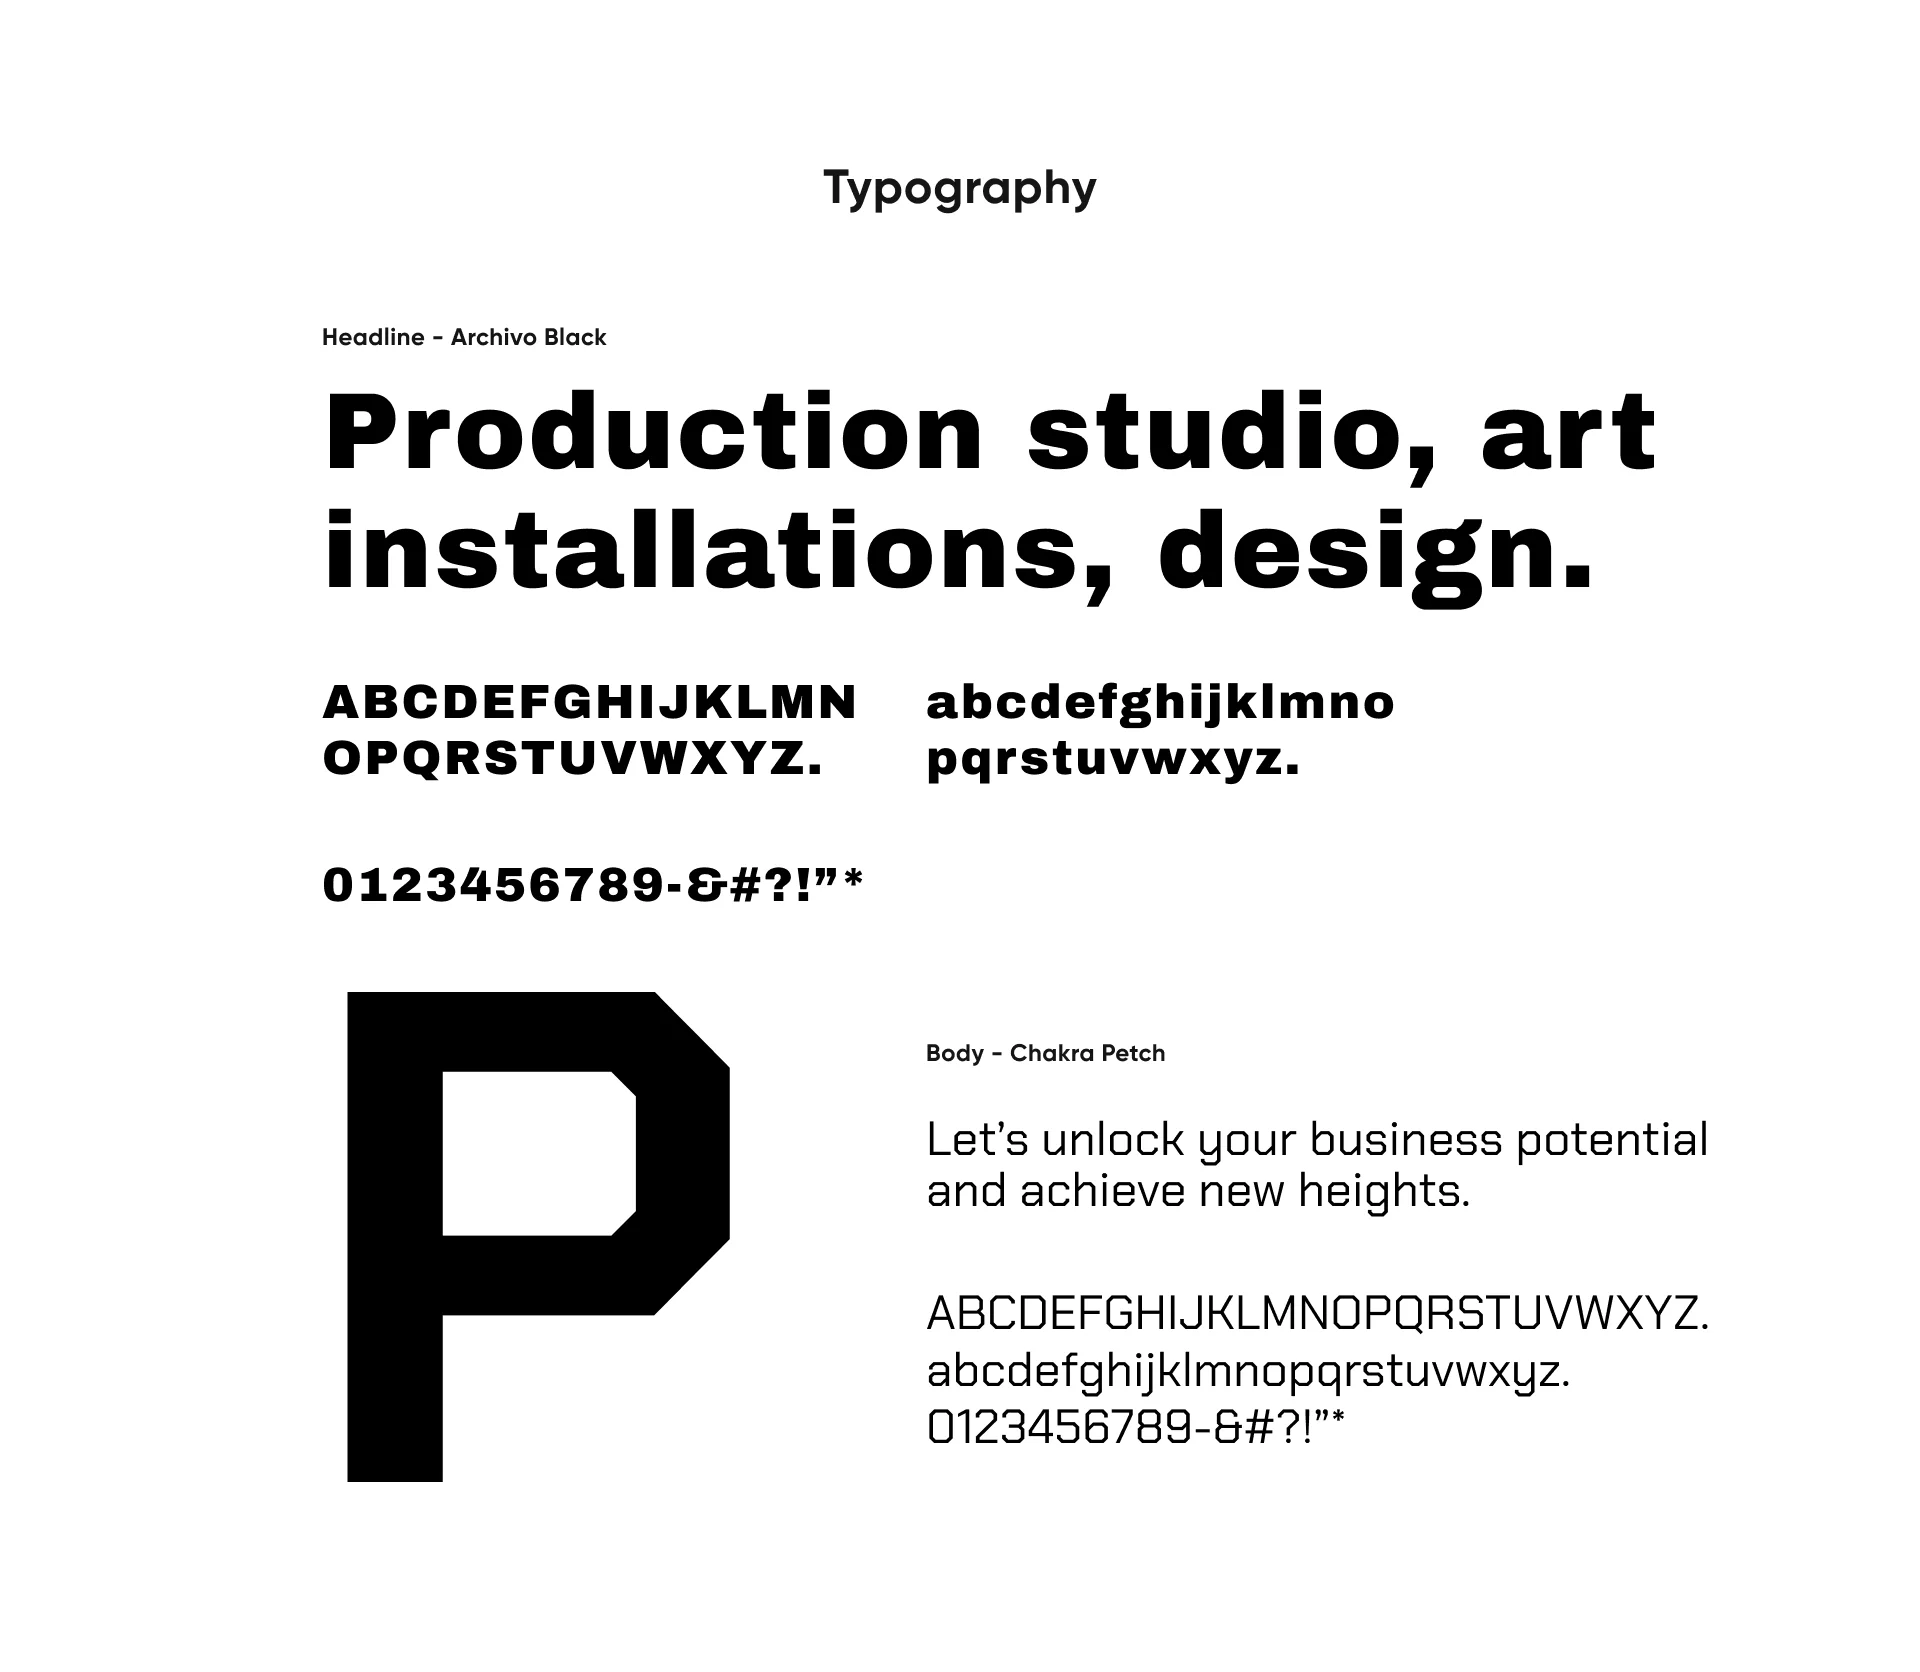 Typography
Headline - Archivo Black
Production studio, art
installations, design.
ABCDEFGHIJKLMN
OPQRSTUVWXYZ.
abcdefghijklmno
pqrstuvwxyz.
0123456789-&#?!”*
P
Body - Chakra Petch
Let’s unlock your business potential
and achieve new heights.
ABCDEFGHIJKLMNOPQRSTUVWXYZ.
abcdefghijklmnopqrstuvwxyz.
0123456789-&#?!”*